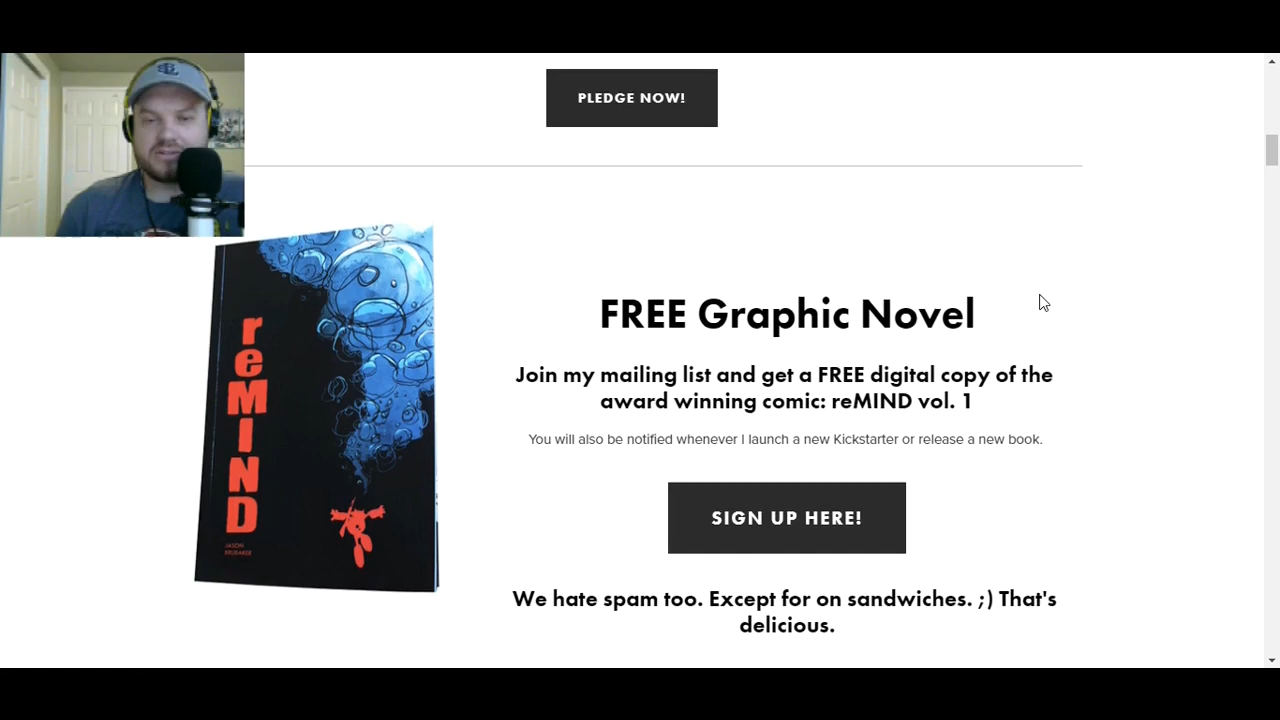 PLEDGE NOW!
reMIND
JASON
BRUBAKER
FREE Graphic Novel
Join my mailing list and get a FREE digital copy of the
award winning comic: reMIND vol. 1
You will also be notified whenever I launch a new Kickstarter or release a new book.
SIGN UP HERE!
We hate spam too. Except for on sandwiches. ;) That's
delicious.